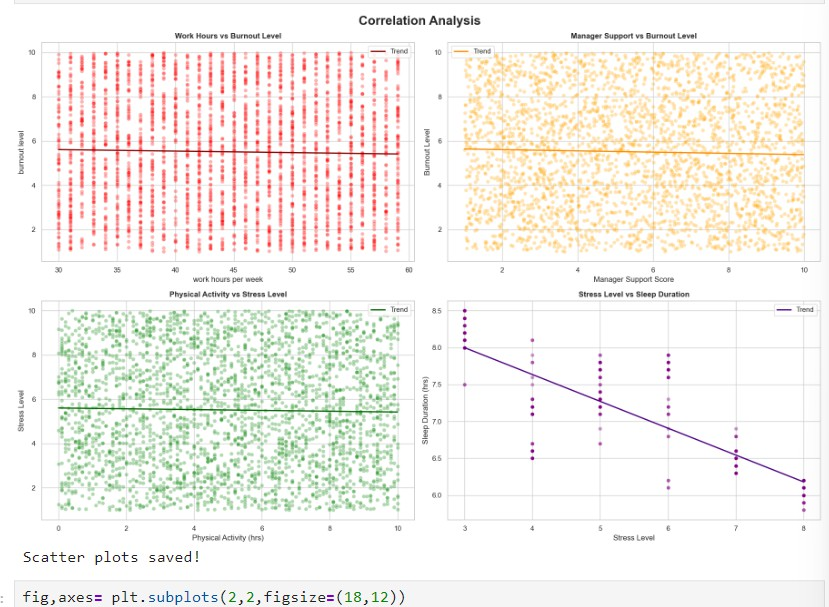 Correlation Analysis
Work Hours vs Burnout Level
Manager Support vs Burnout Level
Trend
Trend
10
8
6
4
2
burnout level
30 35 40 45 50 55 60
work hours per week
10
8
6
4
2
Burnout Level
2 4 6 8 10
Manager Support Score
Physical Activity vs Stress Level
Stress Level vs Sleep Duration
Trend
Trend
10
8
6
4
2
Stress Level
0 2 4 6 8 10
Physical Activity (hrs)
8.5
8.0
7.5
7.0
6.5
6.0
Sleep Duration (hrs)
3 4 5 6 7 8
Stress Level
Scatter plots saved!
: fig,axes= plt.subplots(2,2,figsize=(18,12))